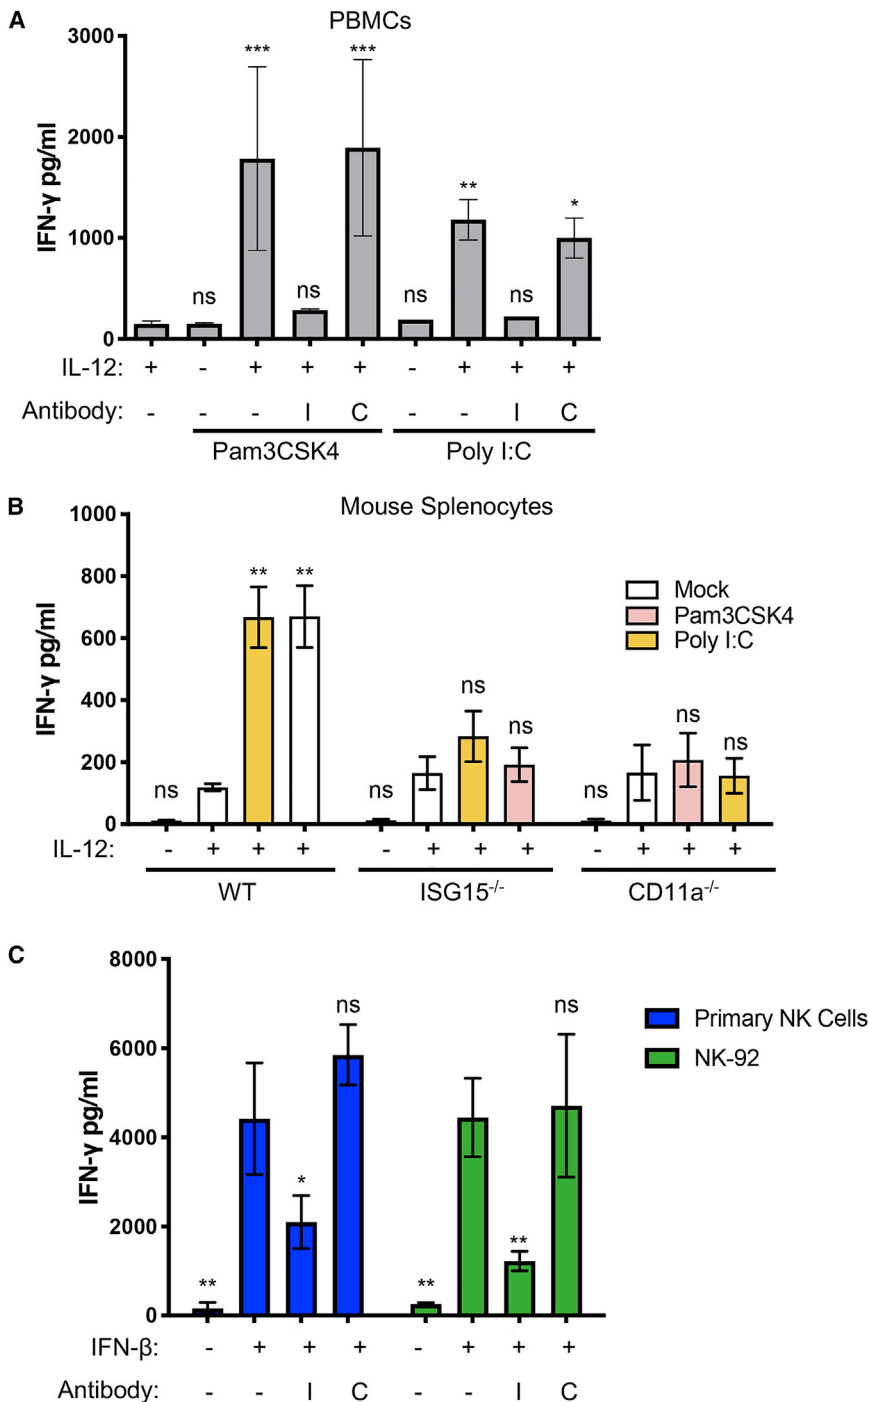 A
PBMCs
IFN-γ pg/ml
3000
2000
1000
0
*** *** ** *
ns ns ns ns
IL-12: + - + + + - + + +
Antibody: - - - I C - - I C
Pam3CSK4 Poly I:C
B
Mouse Splenocytes
IFN-γ pg/ml
1000
800
600
400
200
0
ns ** ** ns ns ns ns ns ns
Mock
Pam3CSK4
Poly I:C
IL-12: - + + + - + + + - + + +
WT ISG15-/- CD11a-/-
C
IFN-γ pg/ml
8000
6000
4000
2000
0
** * ns ** ** ns
Primary NK Cells
NK-92
IFN-β: - + + + - + + +
Antibody: - - I C - - I C